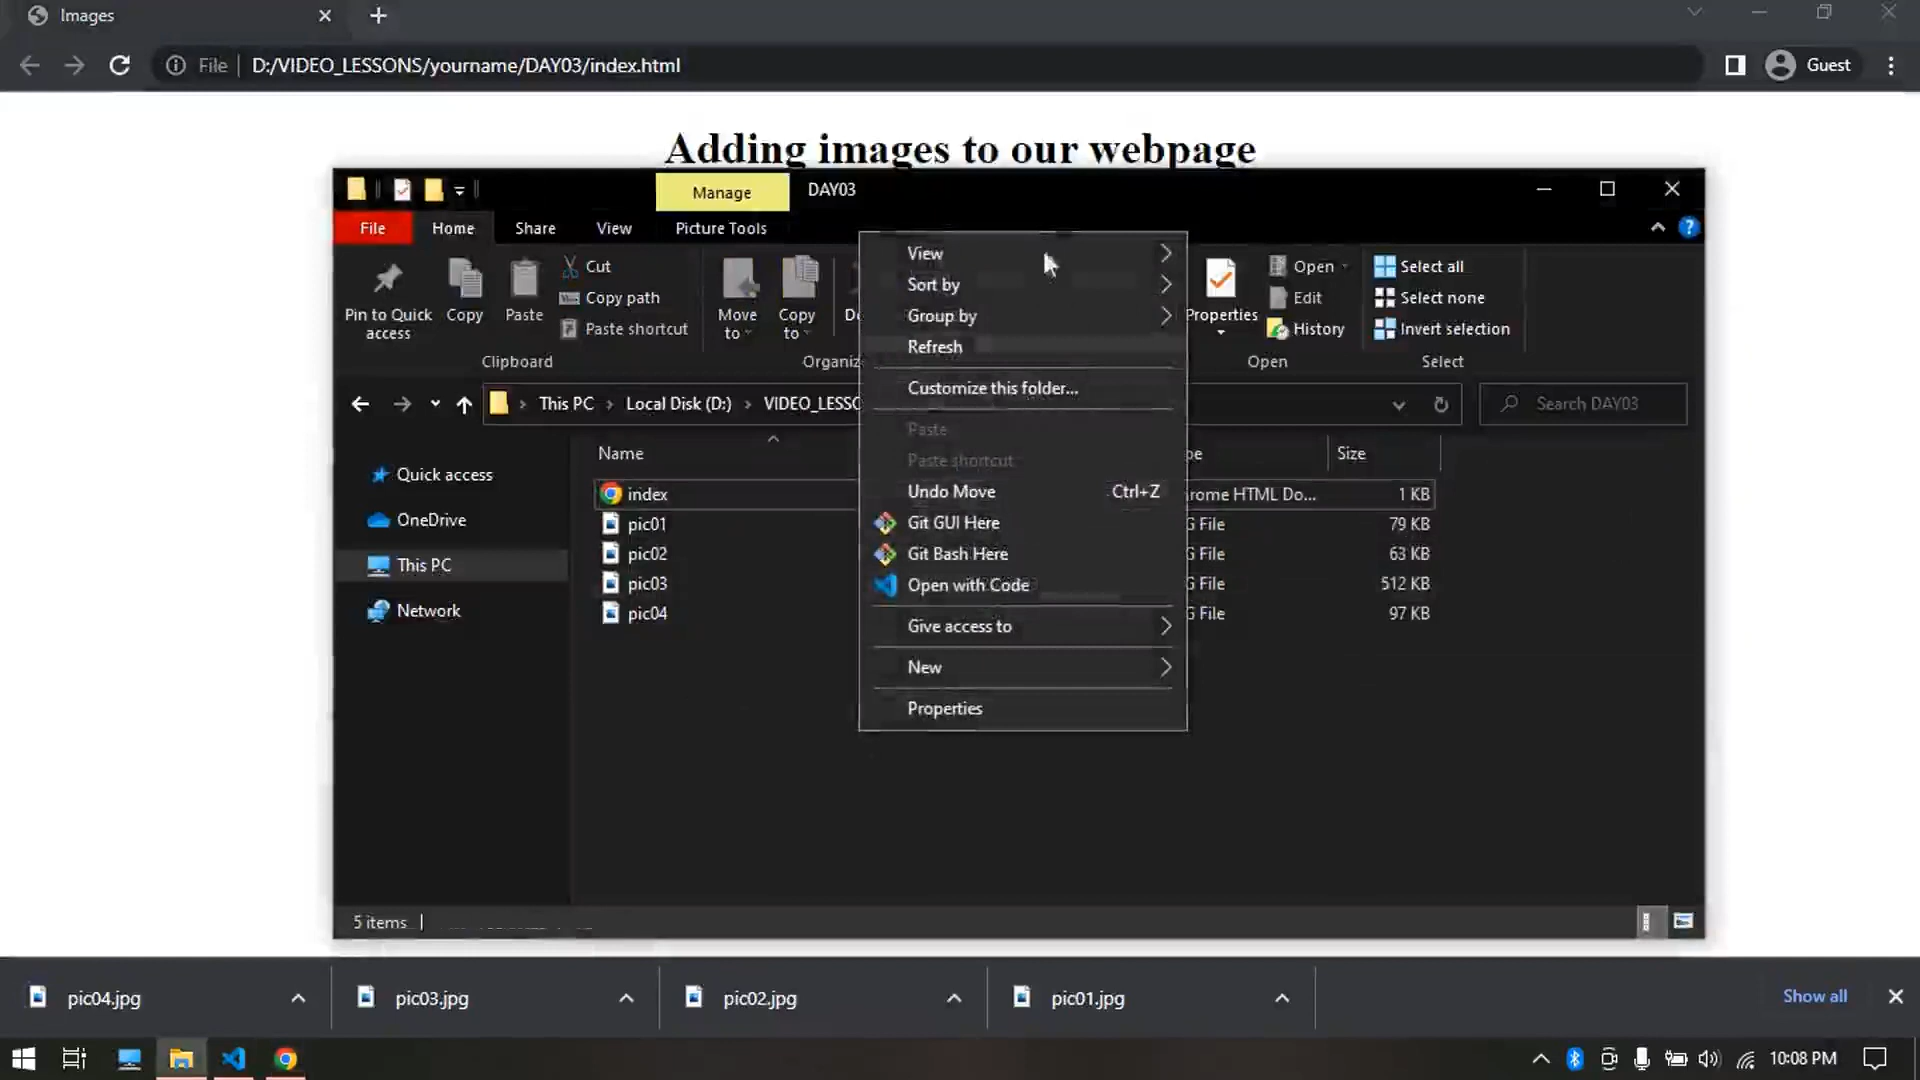 Images
File
D:/VIDEO_LESSONS/yourname/DAY03/index.html
Guest
Adding images to our webpage
Manage
DAY03
File
Home
Share
View
Picture Tools
Pin to Quick access
Copy
Paste
Cut
Copy path
Paste shortcut
Clipboard
Move to
Copy to
Organiz
Properties
Open
Edit
History
Open
Select all
Select none
Invert selection
Select
This PC
Local Disk (D:)
VIDEO_LESSO
Search DAY03
Name
Size
Quick access
OneDrive
This PC
Network
index
rome HTML Do...
1 KB
pic01
G File
79 KB
pic02
G File
63 KB
pic03
G File
512 KB
pic04
G File
97 KB
View
Sort by
Group by
Refresh
Customize this folder...
Paste
Paste shortcut
Undo Move
Ctrl+Z
Git GUI Here
Git Bash Here
Open with Code
Give access to
New
Properties
5 items
pic04.jpg
pic03.jpg
pic02.jpg
pic01.jpg
Show all
10:08 PM